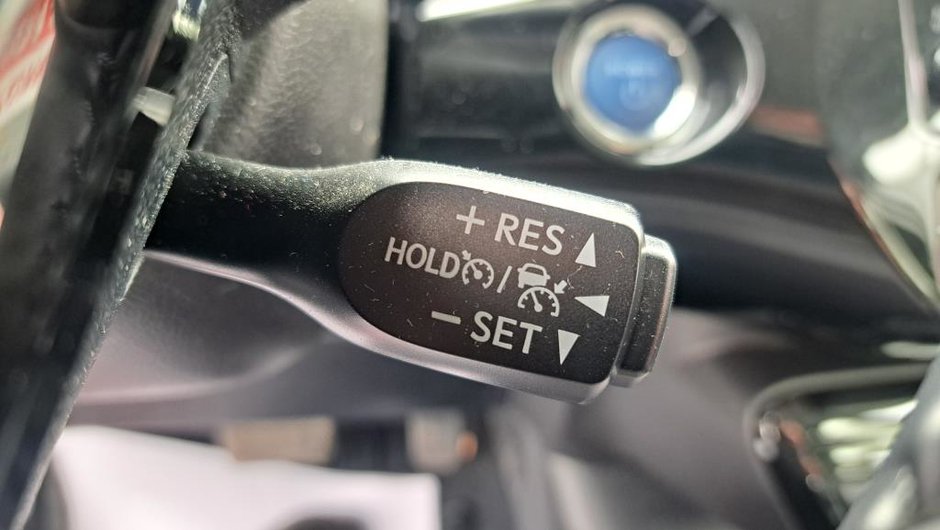 + RES
HOLD /
− SET